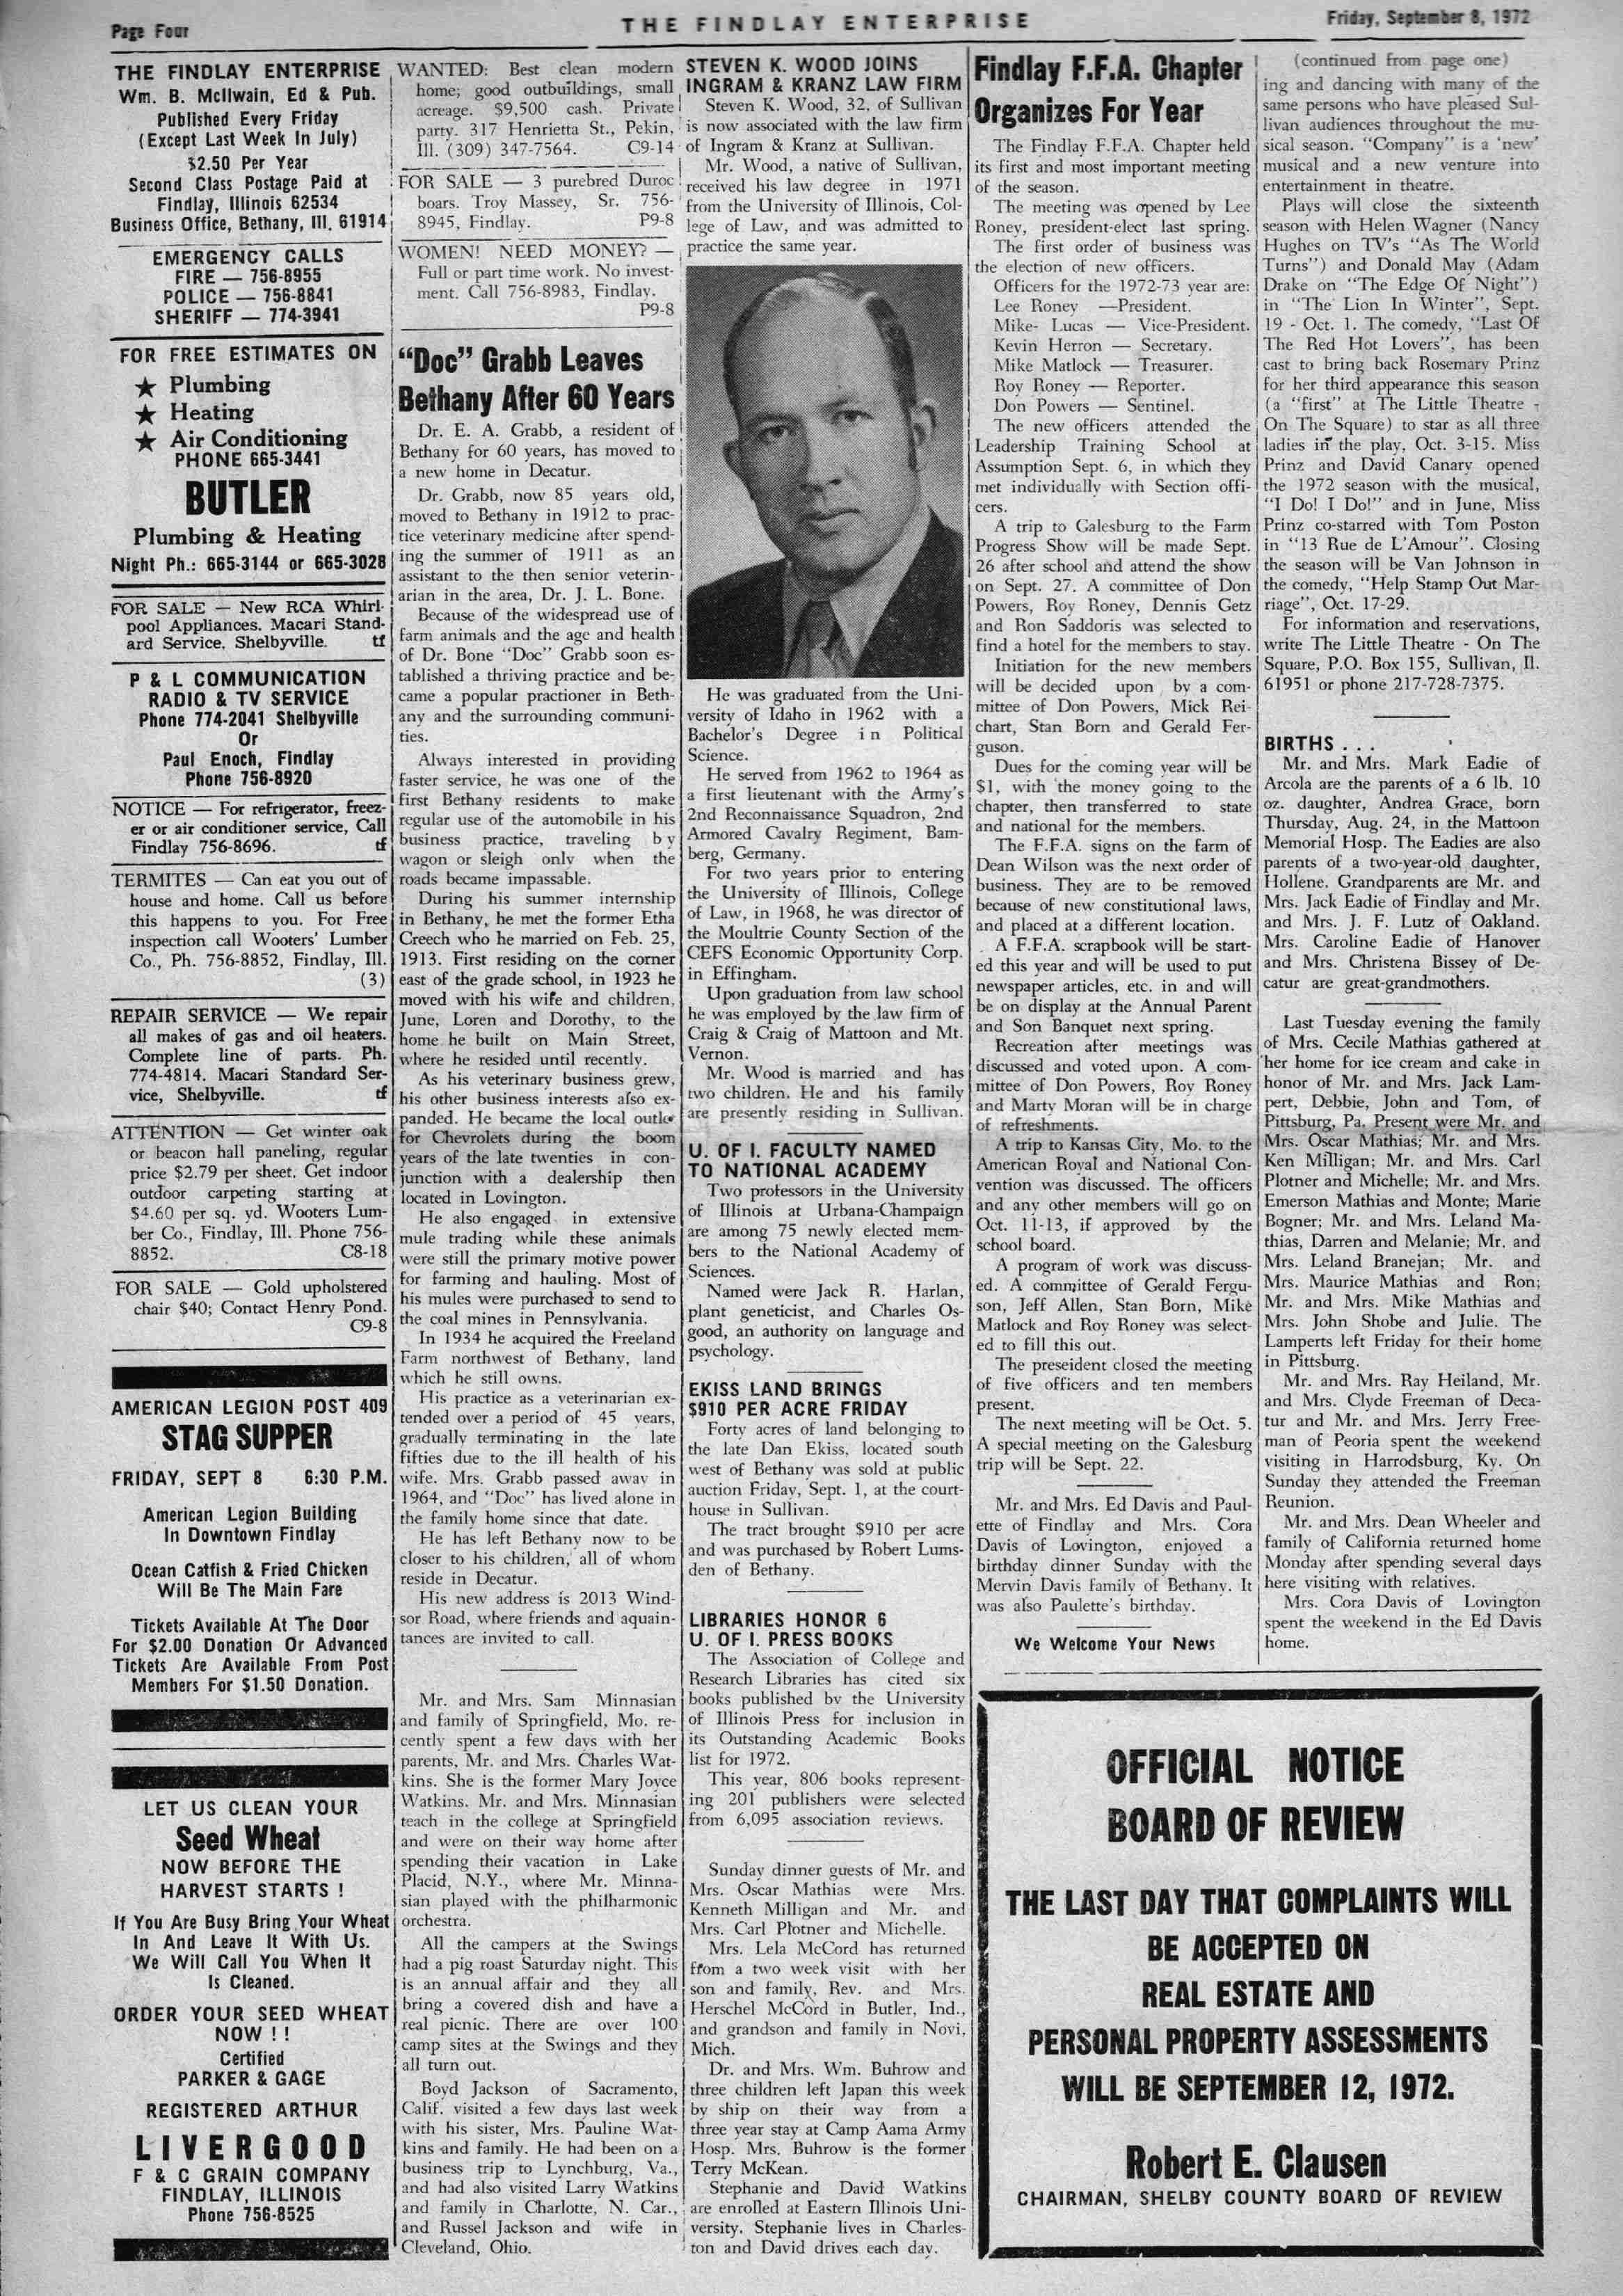 Page Four
THE FINDLAY ENTERPRISE
Friday, September 8, 1972
THE FINDLAY ENTERPRISE
Wm. B. McIlwain, Ed & Pub.
Published Every Friday
(Except Last Week In July)
$2.50 Per Year
Second Class Postage Paid at
Findlay, Illinois 62534
Business Office, Bethany, Ill. 61914
EMERGENCY CALLS
FIRE — 756-8955
POLICE — 756-8841
SHERIFF — 774-3941
FOR FREE ESTIMATES ON
★ Plumbing
★ Heating
★ Air Conditioning
PHONE 665-3441
BUTLER
Plumbing & Heating
Night Ph.: 665-3144 or 665-3028
FOR SALE — New RCA Whirl-
pool Appliances. Macari Stand-
ard Service, Shelbyville. tf
P & L COMMUNICATION
RADIO & TV SERVICE
Phone 774-2041 Shelbyville
Or
Paul Enoch, Findlay
Phone 756-8920
NOTICE — For refrigerator, freez-
er or air conditioner service, Call
Findlay 756-8696. tf
TERMITES — Can eat you out of
house and home. Call us before
this happens to you. For Free
inspection call Wooters' Lumber
Co., Ph. 756-8852, Findlay, Ill.
(3)
REPAIR SERVICE — We repair
all makes of gas and oil heaters.
Complete line of parts. Ph.
774-4814. Macari Standard Ser-
vice, Shelbyville. tf
ATTENTION — Get winter oak
or beacon hall paneling, regular
price $2.79 per sheet. Get indoor
outdoor carpeting starting at
$4.60 per sq. yd. Wooters Lum-
ber Co., Findlay, Ill. Phone 756-
8852. C8-18
FOR SALE — Gold upholstered
chair $40; Contact Henry Pond.
C9-8
AMERICAN LEGION POST 409
STAG SUPPER
FRIDAY, SEPT 8 6:30 P.M.
American Legion Building
In Downtown Findlay
Ocean Catfish & Fried Chicken
Will Be The Main Fare
Tickets Available At The Door
For $2.00 Donation Or Advanced
Tickets Are Available From Post
Members For $1.50 Donation.
LET US CLEAN YOUR
Seed Wheat
NOW BEFORE THE
HARVEST STARTS !
If You Are Busy Bring Your Wheat
In And Leave It With Us.
We Will Call You When It
Is Cleaned.
ORDER YOUR SEED WHEAT
NOW ! !
Certified
PARKER & GAGE
REGISTERED ARTHUR
LIVERGOOD
F & C GRAIN COMPANY
FINDLAY, ILLINOIS
Phone 756-8525
WANTED: Best clean modern
home; good outbuildings, small
acreage. $9,500 cash. Private
party. 317 Henrietta St., Pekin,
Ill. (309) 347-7564. C9-14
FOR SALE — 3 purebred Duroc
boars. Troy Massey, Sr. 756-
8945, Findlay. P9-8
WOMEN! NEED MONEY? —
Full or part time work. No invest-
ment. Call 756-8983, Findlay.
P9-8
"Doc" Grabb Leaves
Bethany After 60 Years
Dr. E. A. Grabb, a resident of
Bethany for 60 years, has moved to
a new home in Decatur.
Dr. Grabb, now 85 years old,
moved to Bethany in 1912 to prac-
tice veterinary medicine after spend-
ing the summer of 1911 as an
assistant to the then senior veterin-
arian in the area, Dr. J. L. Bone.
Because of the widespread use of
farm animals and the age and health
of Dr. Bone "Doc" Grabb soon es-
tablished a thriving practice and be-
came a popular practioner in Beth-
any and the surrounding communi-
ties.
Always interested in providing
faster service, he was one of the
first Bethany residents to make
regular use of the automobile in his
business practice, traveling by
wagon or sleigh only when the
roads became impassable.
During his summer internship
in Bethany, he met the former Etha
Creech who he married on Feb. 25,
1913. First residing on the corner
east of the grade school, in 1923 he
moved with his wife and children,
June, Loren and Dorothy, to the
home he built on Main Street,
where he resided until recently.
As his veterinary business grew,
his other business interests also ex-
panded. He became the local outle
for Chevrolets during the boom
years of the late twenties in con-
junction with a dealership then
located in Lovington.
He also engaged in extensive
mule trading while these animals
were still the primary motive power
for farming and hauling. Most of
his mules were purchased to send to
the coal mines in Pennsylvania.
In 1934 he acquired the Freeland
Farm northwest of Bethany, land
which he still owns.
His practice as a veterinarian ex-
tended over a period of 45 years,
gradually terminating in the late
fifties due to the ill health of his
wife. Mrs. Grabb passed away in
1964, and "Doc" has lived alone in
the family home since that date.
He has left Bethany now to be
closer to his children, all of whom
reside in Decatur.
His new address is 2013 Wind-
sor Road, where friends and aquain-
tances are invited to call.
Mr. and Mrs. Sam Minnasian
and family of Springfield, Mo. re-
cently spent a few days with her
parents, Mr. and Mrs. Charles Wat-
kins. She is the former Mary Joyce
Watkins. Mr. and Mrs. Minnasian
teach in the college at Springfield
and were on their way home after
spending their vacation in Lake
Placid, N.Y., where Mr. Minna-
sian played with the philharmonic
orchestra.
All the campers at the Swings
had a pig roast Saturday night. This
is an annual affair and they all
bring a covered dish and have a
real picnic. There are over 100
camp sites at the Swings and they
all turn out.
Boyd Jackson of Sacramento,
Calif. visited a few days last week
with his sister, Mrs. Pauline Wat-
kins and family. He had been on a
business trip to Lynchburg, Va.,
and had also visited Larry Watkins
and family in Charlotte, N. Car.,
and Russel Jackson and wife in
Cleveland, Ohio.
STEVEN K. WOOD JOINS
INGRAM & KRANZ LAW FIRM
Steven K. Wood, 32, of Sullivan
is now associated with the law firm
of Ingram & Kranz at Sullivan.
Mr. Wood, a native of Sullivan,
received his law degree in 1971
from the University of Illinois, Col-
lege of Law, and was admitted to
practice the same year.
He was graduated from the Uni-
versity of Idaho in 1962 with a
Bachelor's Degree in Political
Science.
He served from 1962 to 1964 as
a first lieutenant with the Army's
2nd Reconnaissance Squadron, 2nd
Armored Cavalry Regiment, Bam-
berg, Germany.
For two years prior to entering
the University of Illinois, College
of Law, in 1968, he was director of
the Moultrie County Section of the
CEFS Economic Opportunity Corp.
in Effingham.
Upon graduation from law school
he was employed by the law firm of
Craig & Craig of Mattoon and Mt.
Vernon.
Mr. Wood is married and has
two children. He and his family
are presently residing in Sullivan.
U. OF I. FACULTY NAMED
TO NATIONAL ACADEMY
Two professors in the University
of Illinois at Urbana-Champaign
are among 75 newly elected mem-
bers to the National Academy of
Sciences.
Named were Jack R. Harlan,
plant geneticist, and Charles Os-
good, an authority on language and
psychology.
EKISS LAND BRINGS
$910 PER ACRE FRIDAY
Forty acres of land belonging to
the late Dan Ekiss, located south
west of Bethany was sold at public
auction Friday, Sept. 1, at the court-
house in Sullivan.
The tract brought $910 per acre
and was purchased by Robert Lums-
den of Bethany.
LIBRARIES HONOR 6
U. OF I. PRESS BOOKS
The Association of College and
Research Libraries has cited six
books published by the University
of Illinois Press for inclusion in
its Outstanding Academic Books
list for 1972.
This year, 806 books represent-
ing 201 publishers were selected
from 6,095 association reviews.
Sunday dinner guests of Mr. and
Mrs. Oscar Mathias were Mrs.
Kenneth Milligan and Mr. and
Mrs. Carl Plotner and Michelle.
Mrs. Lela McCord has returned
from a two week visit with her
son and family, Rev. and Mrs.
Herschel McCord in Butler, Ind.,
and grandson and family in Novi,
Mich.
Dr. and Mrs. Wm. Buhrow and
three children left Japan this week
by ship on their way from a
three year stay at Camp Aama Army
Hosp. Mrs. Buhrow is the former
Terry McKean.
Stephanie and David Watkins
are enrolled at Eastern Illinois Uni-
versity. Stephanie lives in Charles-
ton and David drives each day.
Findlay F.F.A. Chapter
Organizes For Year
The Findlay F.F.A. Chapter held
its first and most important meeting
of the season.
The meeting was opened by Lee
Roney, president-elect last spring.
The first order of business was
the election of new officers.
Officers for the 1972-73 year are:
Lee Roney —President.
Mike- Lucas — Vice-President.
Kevin Herron — Secretary.
Mike Matlock — Treasurer.
Roy Roney — Reporter.
Don Powers — Sentinel.
The new officers attended the
Leadership Training School at
Assumption Sept. 6, in which they
met individually with Section offi-
cers.
A trip to Galesburg to the Farm
Progress Show will be made Sept.
26 after school and attend the show
on Sept. 27. A committee of Don
Powers, Roy Roney, Dennis Getz
and Ron Saddoris was selected to
find a hotel for the members to stay.
Initiation for the new members
will be decided upon by a com-
mittee of Don Powers, Mick Rei-
chart, Stan Born and Gerald Fer-
guson.
Dues for the coming year will be
$1, with the money going to the
chapter, then transferred to state
and national for the members.
The F.F.A. signs on the farm of
Dean Wilson was the next order of
business. They are to be removed
because of new constitutional laws,
and placed at a different location.
A F.F.A. scrapbook will be start-
ed this year and will be used to put
newspaper articles, etc. in and will
be on display at the Annual Parent
and Son Banquet next spring.
Recreation after meetings was
discussed and voted upon. A com-
mittee of Don Powers, Roy Roney
and Marty Moran will be in charge
of refreshments.
A trip to Kansas City, Mo. to the
American Royal and National Con-
vention was discussed. The officers
and any other members will go on
Oct. 11-13, if approved by the
school board.
A program of work was discuss-
ed. A committee of Gerald Fergu-
son, Jeff Allen, Stan Born, Mike
Matlock and Roy Roney was select-
ed to fill this out.
The preseident closed the meeting
of five officers and ten members
present.
The next meeting will be Oct. 5.
A special meeting on the Galesburg
trip will be Sept. 22.
Mr. and Mrs. Ed Davis and Paul-
ette of Findlay and Mrs. Cora
Davis of Lovington, enjoyed a
birthday dinner Sunday with the
Mervin Davis family of Bethany. It
was also Paulette's birthday.
We Welcome Your News
(continued from page one)
ing and dancing with many of the
same persons who have pleased Sul-
livan audiences throughout the mu-
sical season. "Company" is a 'new'
musical and a new venture into
entertainment in theatre.
Plays will close the sixteenth
season with Helen Wagner (Nancy
Hughes on TV's "As The World
Turns") and Donald May (Adam
Drake on "The Edge Of Night")
in "The Lion In Winter", Sept.
19 - Oct. 1. The comedy, "Last Of
The Red Hot Lovers", has been
cast to bring back Rosemary Prinz
for her third appearance this season
(a "first" at The Little Theatre -
On The Square) to star as all three
ladies in the play, Oct. 3-15. Miss
Prinz and David Canary opened
the 1972 season with the musical,
"I Do! I Do!" and in June, Miss
Prinz co-starred with Tom Poston
in "13 Rue de L'Amour". Closing
the season will be Van Johnson in
the comedy, "Help Stamp Out Mar-
riage", Oct. 17-29.
For information and reservations,
write The Little Theatre - On The
Square, P.O. Box 155, Sullivan, Il.
61951 or phone 217-728-7375.
BIRTHS . . .
Mr. and Mrs. Mark Eadie of
Arcola are the parents of a 6 lb. 10
oz. daughter, Andrea Grace, born
Thursday, Aug. 24, in the Mattoon
Memorial Hosp. The Eadies are also
parents of a two-year-old daughter,
Hollene. Grandparents are Mr. and
Mrs. Jack Eadie of Findlay and Mr.
and Mrs. J. F. Lutz of Oakland.
Mrs. Caroline Eadie of Hanover
and Mrs. Christena Bissey of De-
catur are great-grandmothers.
Last Tuesday evening the family
of Mrs. Cecile Mathias gathered at
her home for ice cream and cake in
honor of Mr. and Mrs. Jack Lam-
pert, Debbie, John and Tom, of
Pittsburg, Pa. Present were Mr. and
Mrs. Oscar Mathias; Mr. and Mrs.
Ken Milligan; Mr. and Mrs. Carl
Plotner and Michelle; Mr. and Mrs.
Emerson Mathias and Monte; Marie
Bogner; Mr. and Mrs. Leland Ma-
thias, Darren and Melanie; Mr. and
Mrs. Leland Branejan; Mr. and
Mrs. Maurice Mathias and Ron;
Mr. and Mrs. Mike Mathias and
Mrs. John Shobe and Julie. The
Lamperts left Friday for their home
in Pittsburg.
Mr. and Mrs. Ray Heiland, Mr.
and Mrs. Clyde Freeman of Deca-
tur and Mr. and Mrs. Jerry Free-
man of Peoria spent the weekend
visiting in Harrodsburg, Ky. On
Sunday they attended the Freeman
Reunion.
Mr. and Mrs. Dean Wheeler and
family of California returned home
Monday after spending several days
here visiting with relatives.
Mrs. Cora Davis of Lovington
spent the weekend in the Ed Davis
home.
OFFICIAL NOTICE
BOARD OF REVIEW
THE LAST DAY THAT COMPLAINTS WILL
BE ACCEPTED ON
REAL ESTATE AND
PERSONAL PROPERTY ASSESSMENTS
WILL BE SEPTEMBER 12, 1972.
Robert E. Clausen
CHAIRMAN, SHELBY COUNTY BOARD OF REVIEW